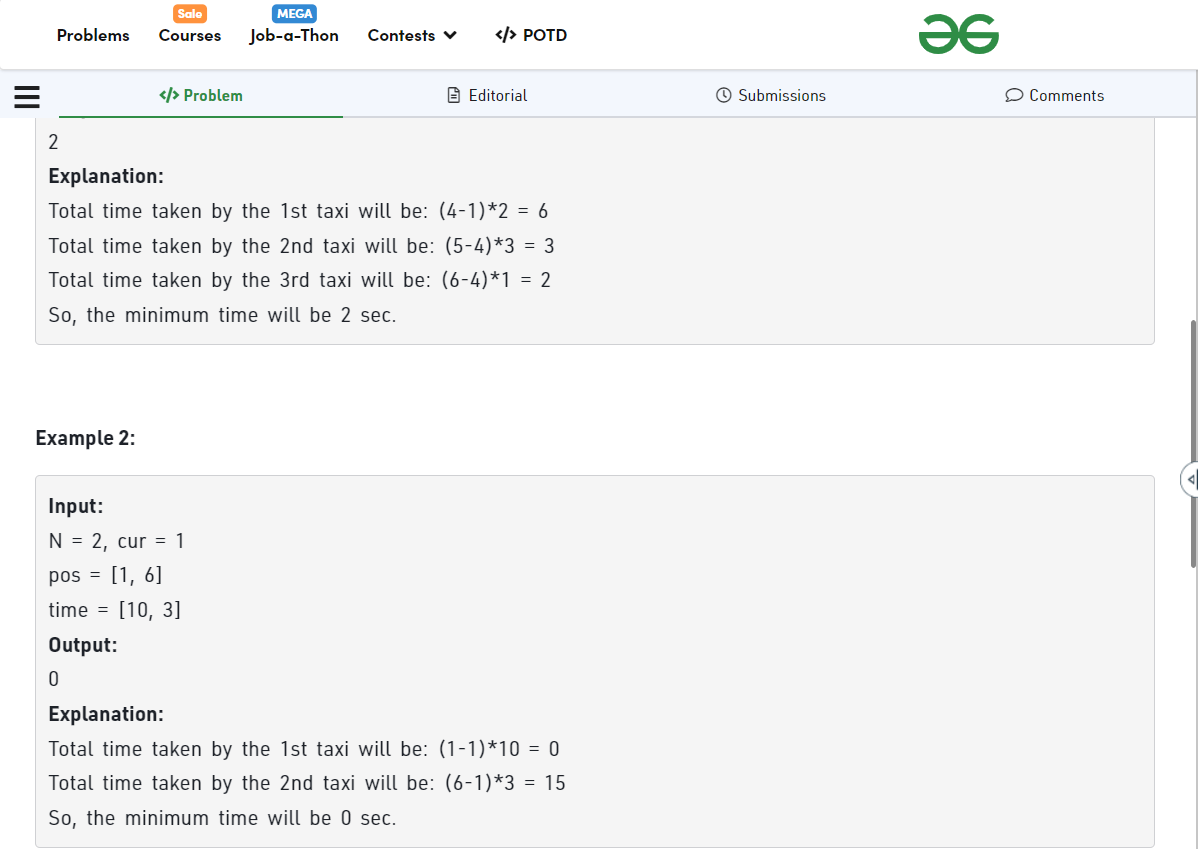 Sale
MEGA
Problems Courses Job-a-Thon Contests </> POTD
</> Problem Editorial Submissions Comments
2
Explanation:
Total time taken by the 1st taxi will be: (4-1)*2 = 6
Total time taken by the 2nd taxi will be: (5-4)*3 = 3
Total time taken by the 3rd taxi will be: (6-4)*1 = 2
So, the minimum time will be 2 sec.
Example 2:
Input:
N = 2, cur = 1
pos = [1, 6]
time = [10, 3]
Output:
0
Explanation:
Total time taken by the 1st taxi will be: (1-1)*10 = 0
Total time taken by the 2nd taxi will be: (6-1)*3 = 15
So, the minimum time will be 0 sec.